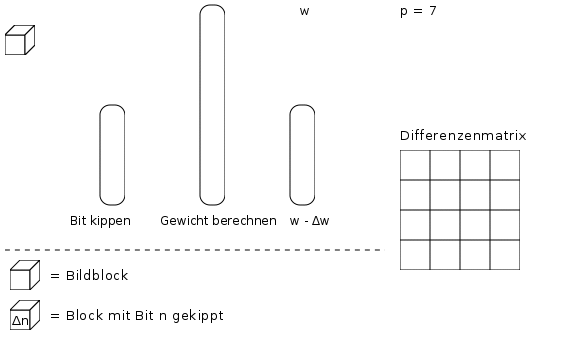 w
p = 7
Differenzenmatrix
Bit kippen
Gewicht berechnen
w - Δw
= Bildblock
Δn
= Block mit Bit n gekippt